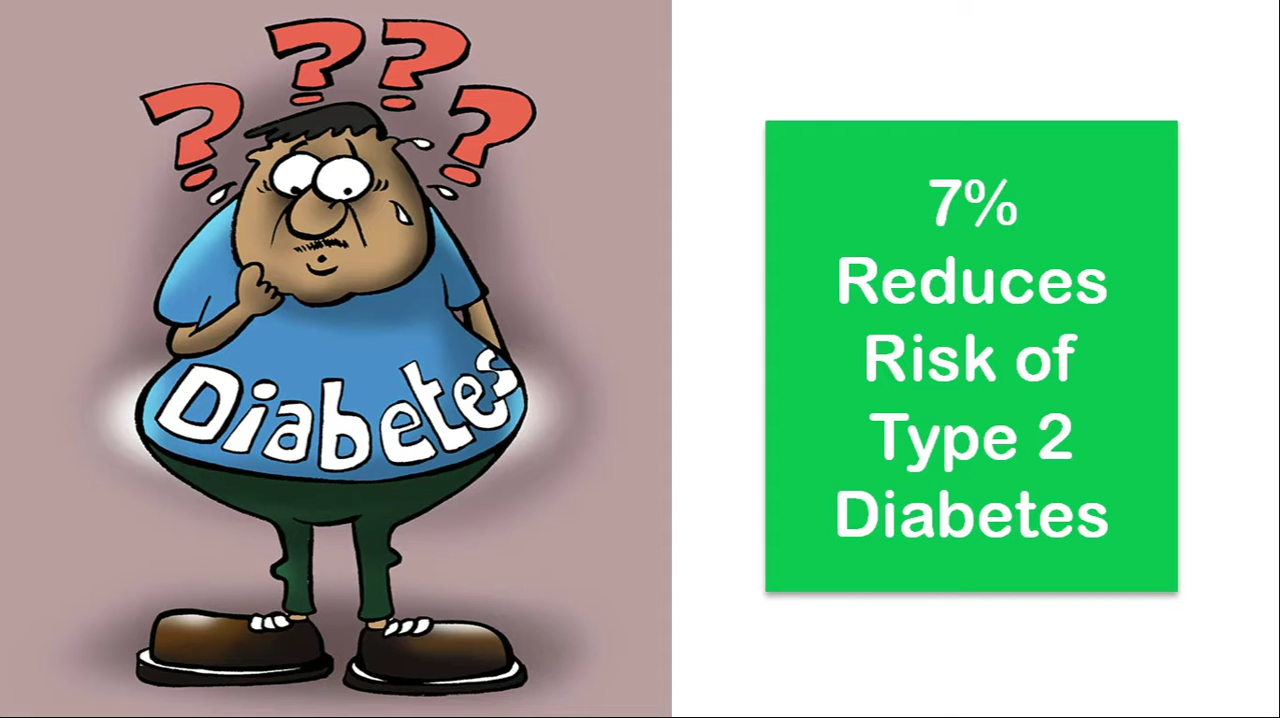 ? ? ? ?
Diabetes
7%
Reduces
Risk of
Type 2
Diabetes